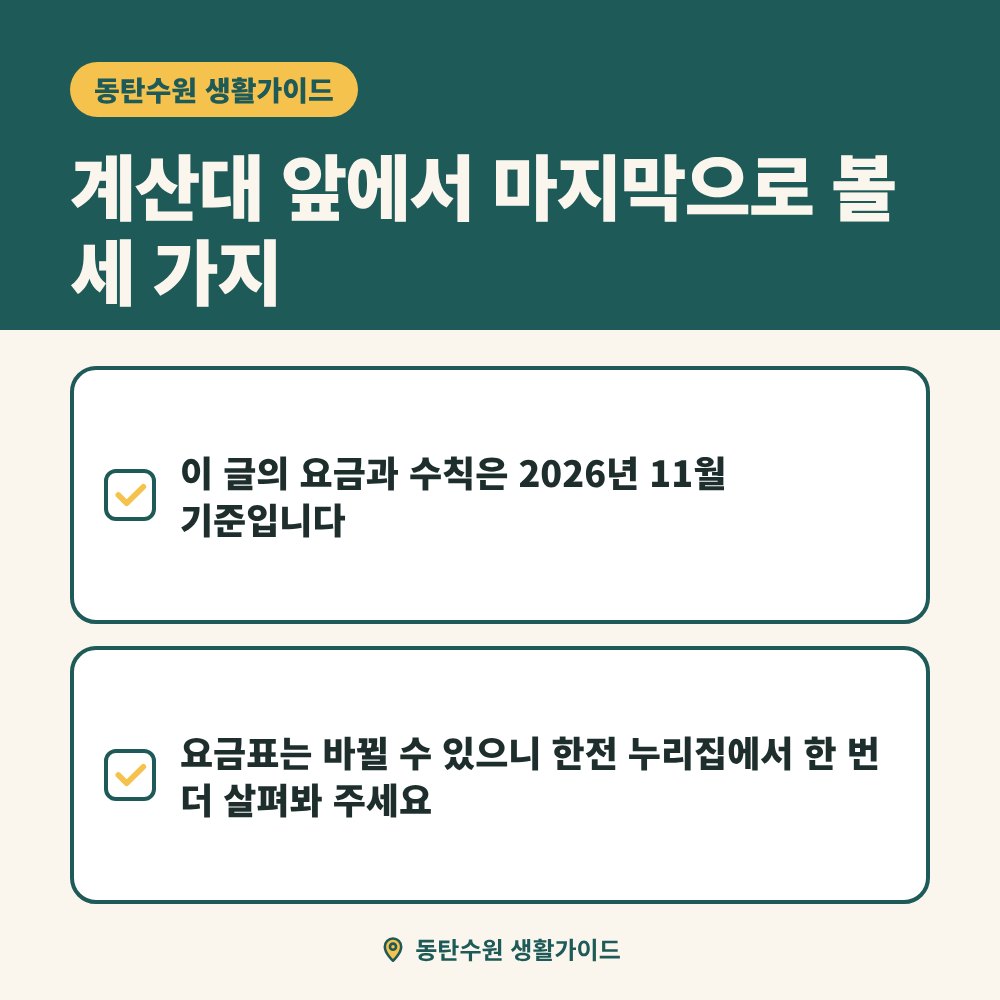 동탄수원 생활가이드
계산대 앞에서 마지막으로 볼
세 가지
이 글의 요금과 수칙은 2026년 11월
기준입니다
요금표는 바뀔 수 있으니 한전 누리집에서 한 번
더 살펴봐 주세요
동탄수원 생활가이드